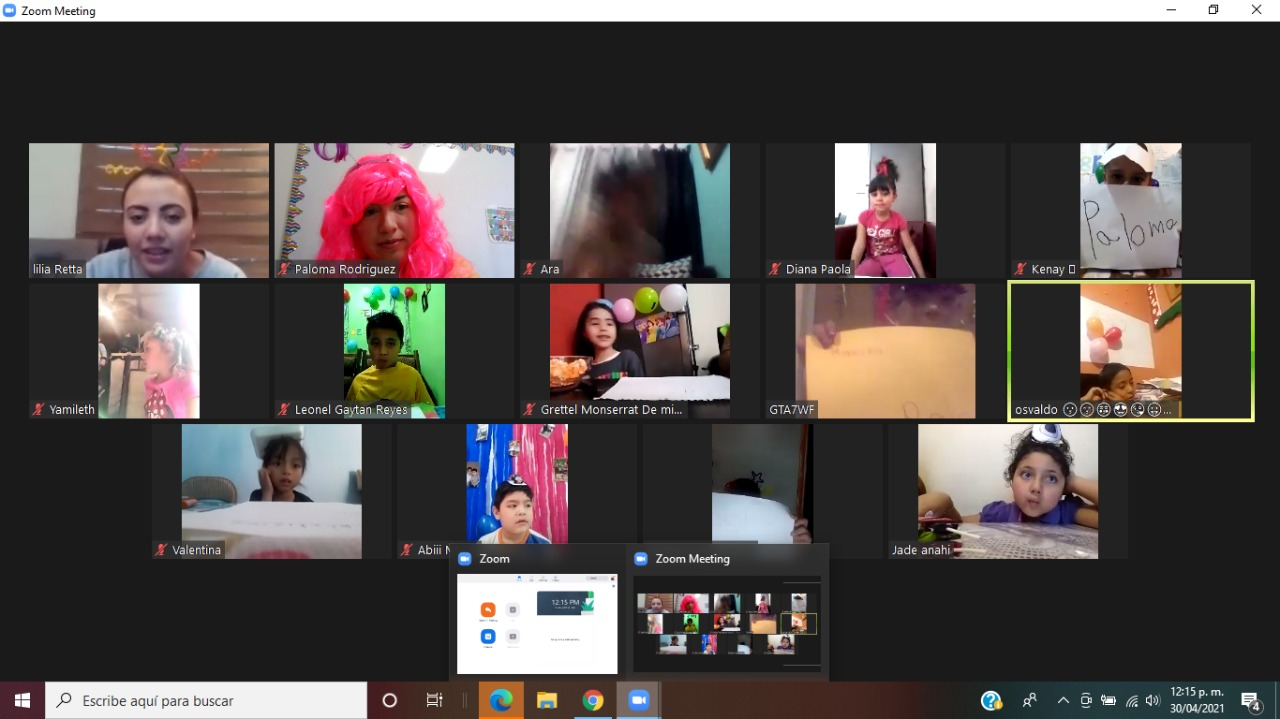 Zoom Meeting
lilia Retta
Paloma Rodriguez
Ara
Diana Paola
Kenay D
Paloma
Yamileth
Leonel Gaytan Reyes
Grettel Monserrat De mi...
GTA7WF
osvaldo 
Valentina
Abiii
Jade anahi
Zoom
Zoom Meeting
12:15 PM
Escribe aquí para buscar
12:15 p. m.
30/04/2021
4